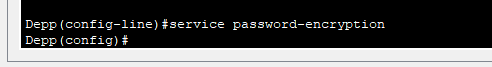 Depp(config-line)#service password-encryption
Depp(config)#